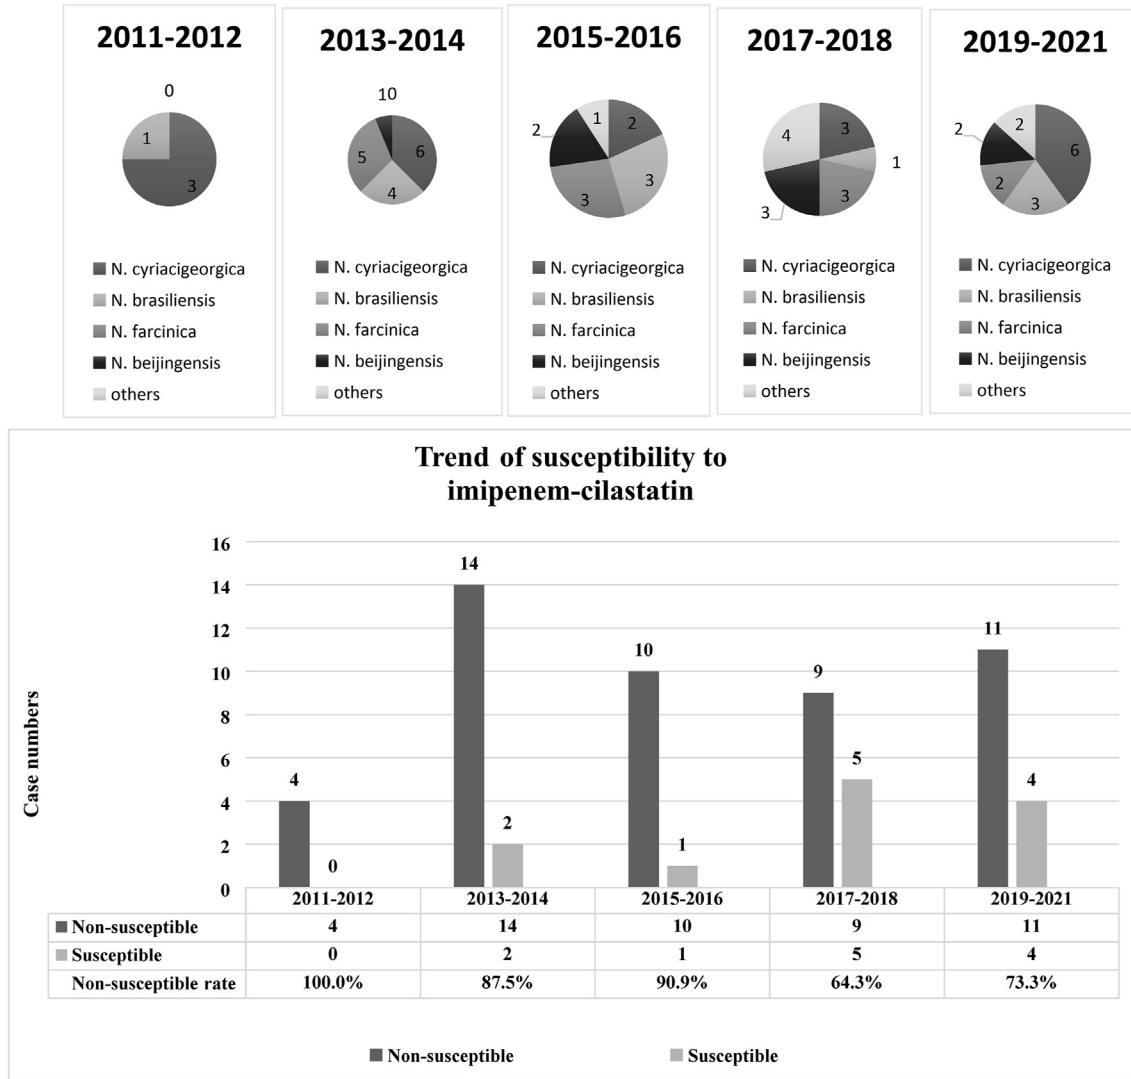 2011-2012
0
1
3
N. cyriacigeorgica
N. brasiliensis
N. farcinica
N. beijingensis
others
2013-2014
10
5
6
4
N. cyriacigeorgica
N. brasiliensis
N. farcinica
N. beijingensis
others
2015-2016
1
2
2
3
3
N. cyriacigeorgica
N. brasiliensis
N. farcinica
N. beijingensis
others
2017-2018
4
3
1
3
3
N. cyriacigeorgica
N. brasiliensis
N. farcinica
N. beijingensis
others
2019-2021
2
2
6
2
3
N. cyriacigeorgica
N. brasiliensis
N. farcinica
N. beijingensis
others
Trend of susceptibility to
imipenem-cilastatin
Case numbers
16
14
12
10
8
6
4
2
0
4
0
14
2
10
1
9
5
11
4
2011-2012 2013-2014 2015-2016 2017-2018 2019-2021
Non-susceptible 4 14 10 9 11
Susceptible 0 2 1 5 4
Non-susceptible rate 100.0% 87.5% 90.9% 64.3% 73.3%
Non-susceptible Susceptible